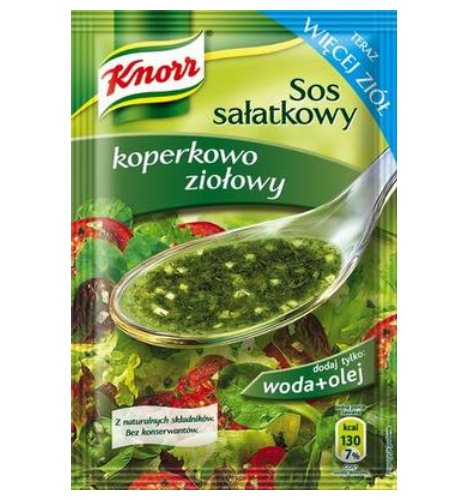 TERAZ
WIĘCEJ ZIÓŁ
Knorr
Sos
sałatkowy
koperkowo
ziołowy
dodaj tylko:
woda+olej
Z naturalnych składników.
Bez konserwantów.
kcal
130
7%